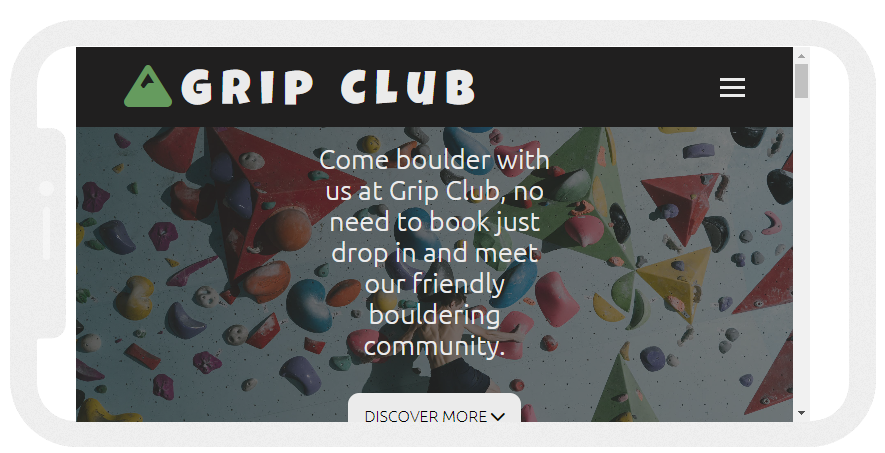 GRIP CLUB
Come boulder with
us at Grip Club, no
need to book just
drop in and meet
our friendly
bouldering
community.
DISCOVER MORE